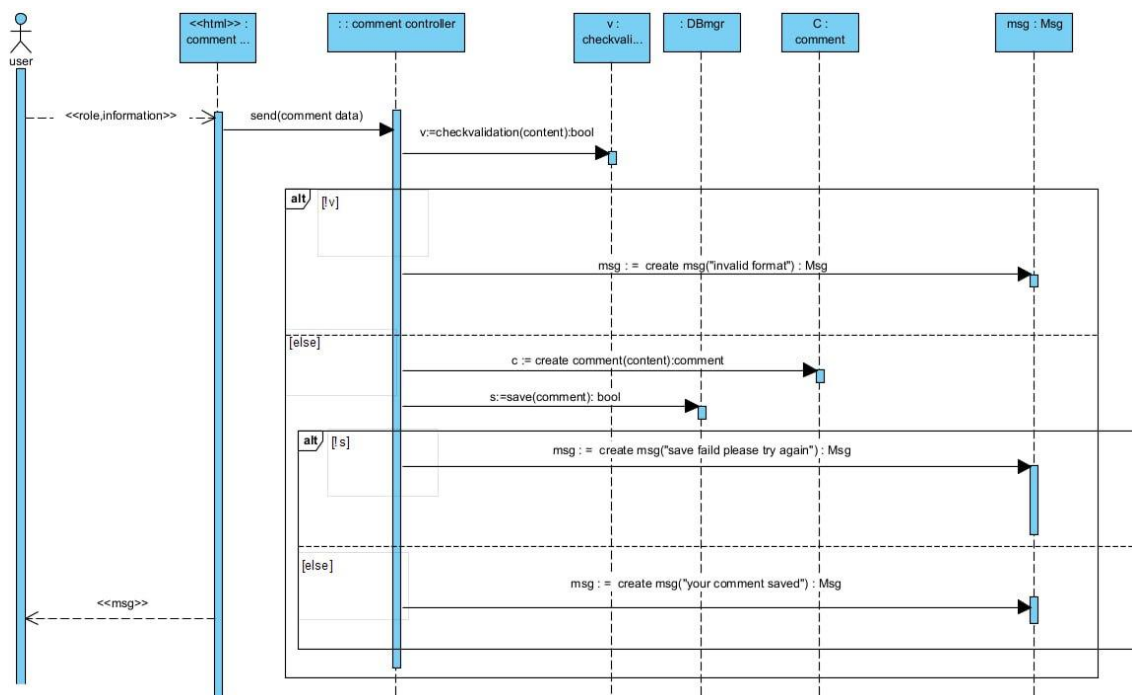 <<html>> :
comment ...
: : comment controller
v :
checkvali...
: DBmgr
C :
comment
msg : Msg
user
<<role,information>>
send(comment data)
v:=checkvalidation(content):bool
alt
[!v]
msg : = create msg("invalid format") : Msg
[else]
c := create comment(content):comment
s:=save(comment): bool
alt
[!s]
msg : = create msg("save faild please try again") : Msg
[else]
msg : = create msg("your comment saved") : Msg
<<msg>>